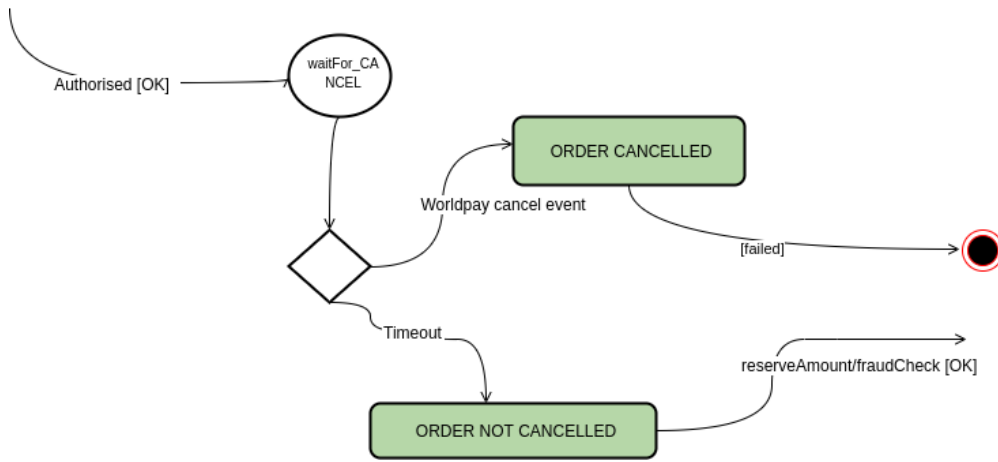 waitFor_CA
NCEL
Authorised [OK]
ORDER CANCELLED
Worldpay cancel event
[failed]
Timeout
reserveAmount/fraudCheck [OK]
ORDER NOT CANCELLED